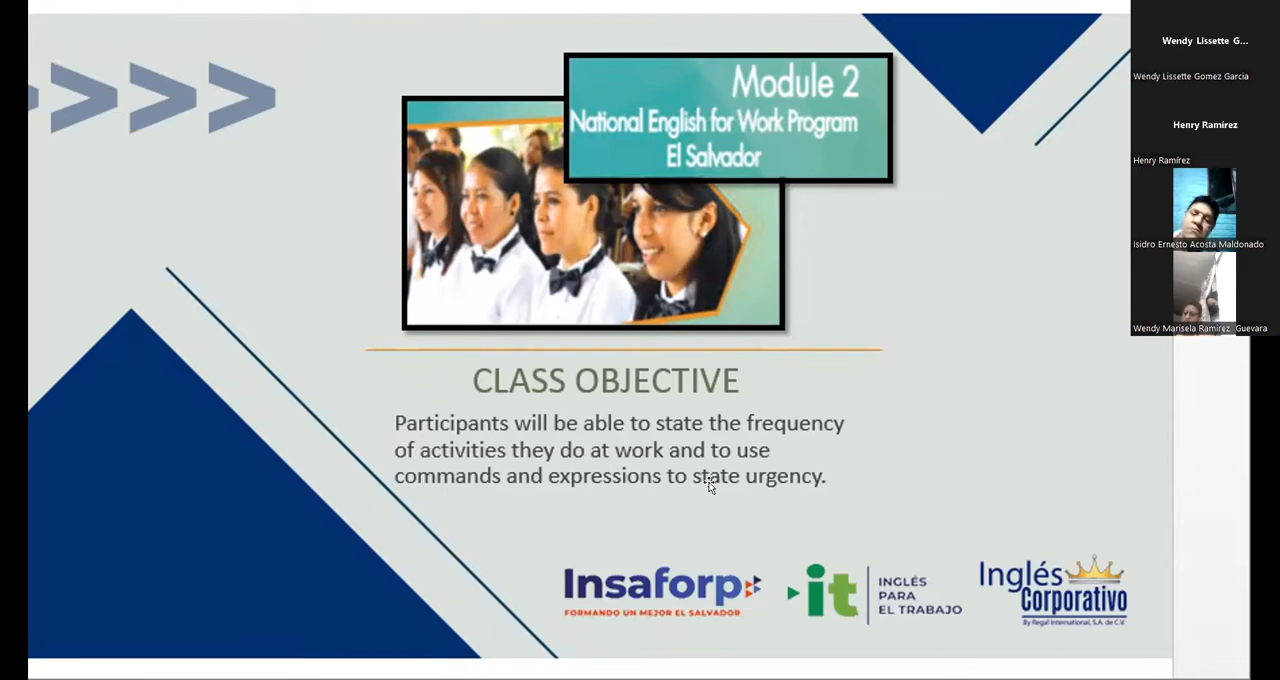 Module 2
National English for Work Program
El Salvador
CLASS OBJECTIVE
Participants will be able to state the frequency
of activities they do at work and to use
commands and expressions to state urgency.
Insaforp
FORMANDO UN MEJOR EL SALVADOR
it
INGLÉS
PARA
EL TRABAJO
Inglés
Corporativo
By Regal International, S.A. de C.V.
Wendy Lissette G...
Wendy Lissette Gomez Garcia
Henry Ramírez
Henry Ramírez
Isidro Ernesto Acosta Maldonado
Wendy Marisela Ramirez Guevara